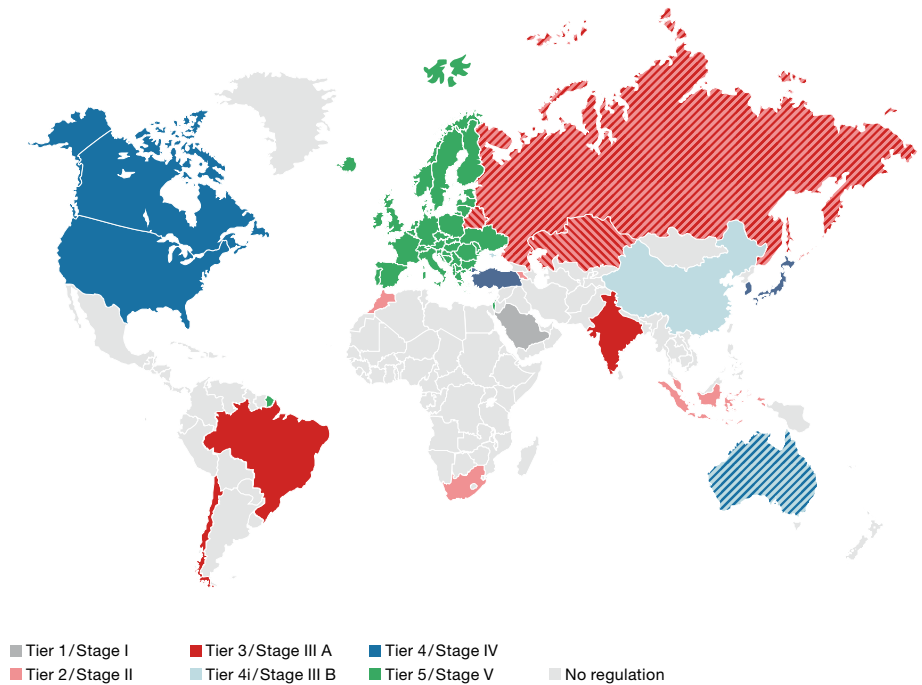 Tier 1/Stage I
Tier 3/Stage III A
Tier 4/Stage IV
Tier 2/Stage II
Tier 4i/Stage III B
Tier 5/Stage V
No regulation